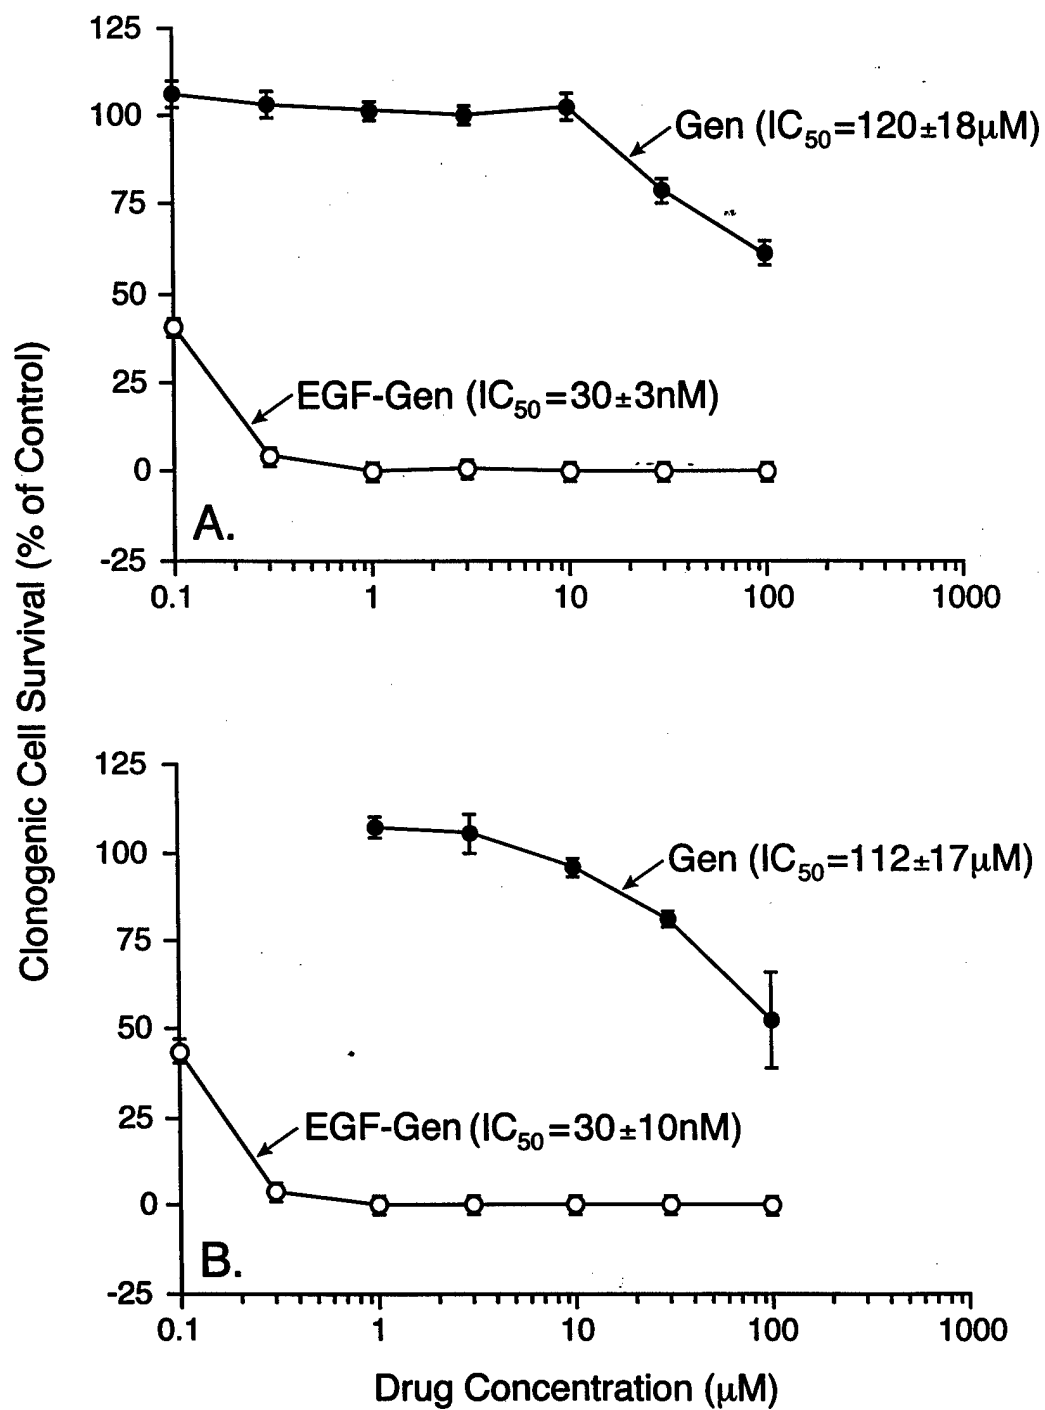 Clonogenic Cell Survival (% of Control)
125
100
75
50
25
0
-25
Gen (IC50=120±18μM)
EGF-Gen (IC50=30±3nM)
A.
0.1 1 10 100 1000
125
100
75
50
25
0
-25
Gen (IC50=112±17μM)
EGF-Gen (IC50=30±10nM)
B.
0.1 1 10 100 1000
Drug Concentration (μM)